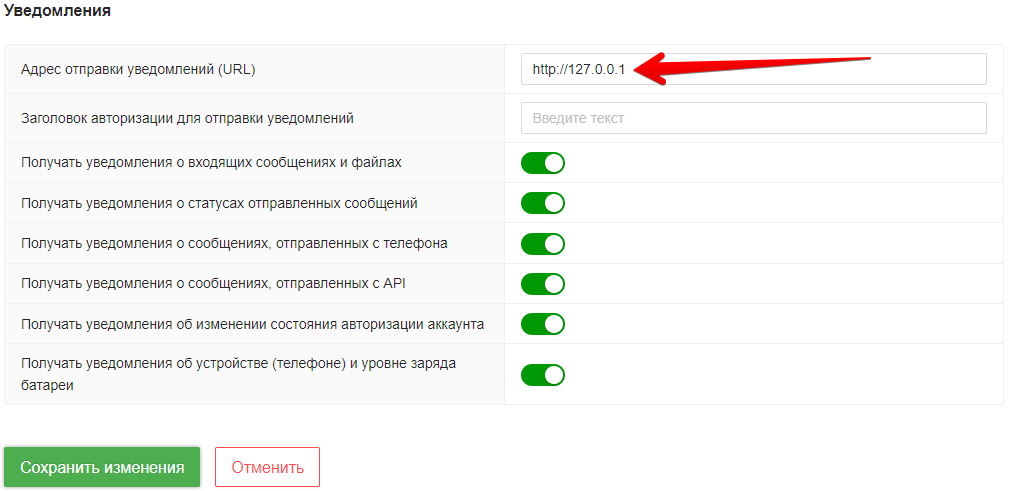 Уведомления
Адрес отправки уведомлений (URL)
http://127.0.0.1
Заголовок авторизации для отправки уведомлений
Введите текст
Получать уведомления о входящих сообщениях и файлах
Получать уведомления о статусах отправленных сообщений
Получать уведомления о сообщениях, отправленных с телефона
Получать уведомления о сообщениях, отправленных с API
Получать уведомления об изменении состояния авторизации аккаунта
Получать уведомления об устройстве (телефоне) и уровне заряда
батареи
Сохранить изменения
Отменить